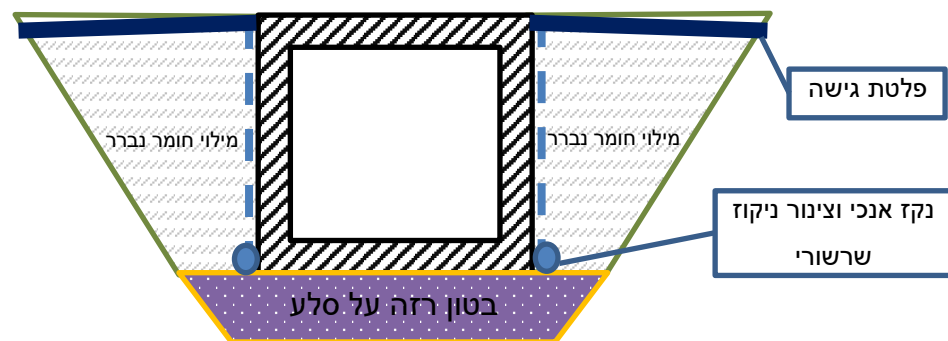 פלטת גישה
מילוי חומר נברר
מילוי חומר נברר
נקז אנכי וצינור ניקוז
שרשורי
בטון רזה על סלע